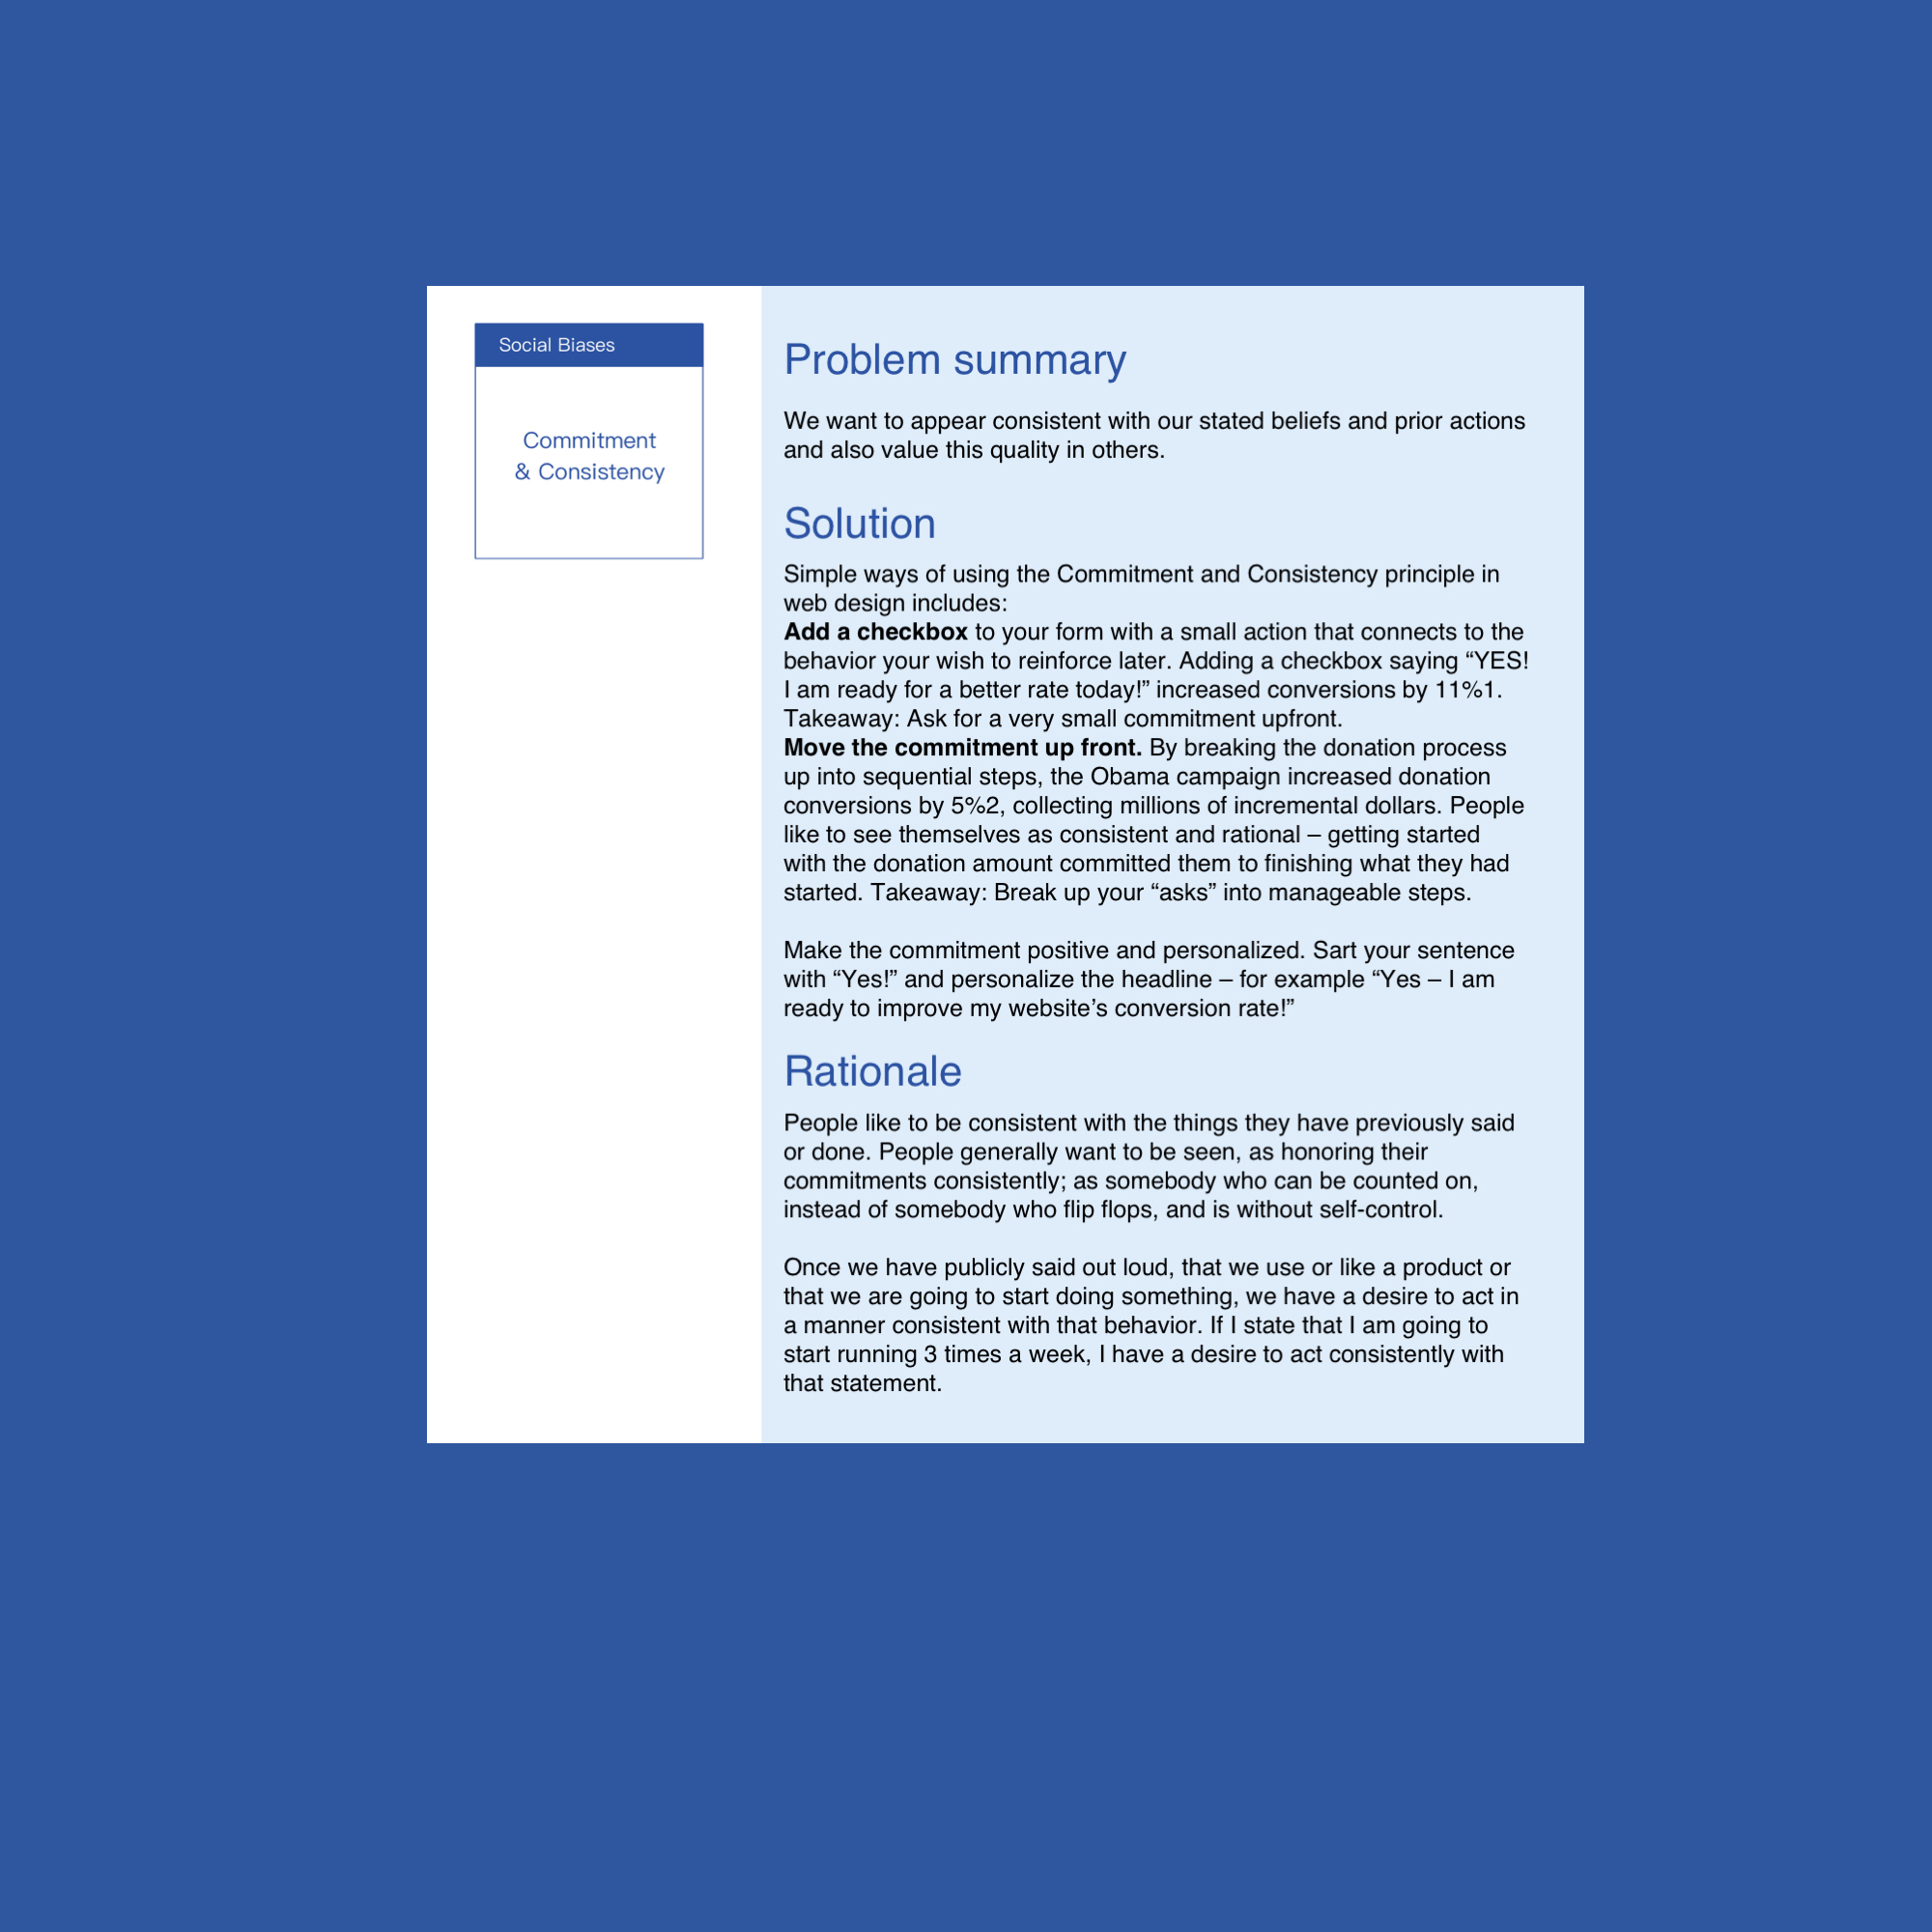 Social Biases
Commitment
& Consistency
Problem summary
We want to appear consistent with our stated beliefs and prior actions
and also value this quality in others.
Solution
Simple ways of using the Commitment and Consistency principle in
web design includes:
Add a checkbox to your form with a small action that connects to the
behavior your wish to reinforce later. Adding a checkbox saying “YES!
I am ready for a better rate today!” increased conversions by 11%1.
Takeaway: Ask for a very small commitment upfront.
Move the commitment up front. By breaking the donation process
up into sequential steps, the Obama campaign increased donation
conversions by 5%2, collecting millions of incremental dollars. People
like to see themselves as consistent and rational – getting started
with the donation amount committed them to finishing what they had
started. Takeaway: Break up your “asks” into manageable steps.
Make the commitment positive and personalized. Sart your sentence
with “Yes!” and personalize the headline – for example “Yes – I am
ready to improve my website’s conversion rate!”
Rationale
People like to be consistent with the things they have previously said
or done. People generally want to be seen, as honoring their
commitments consistently; as somebody who can be counted on,
instead of somebody who flip flops, and is without self-control.
Once we have publicly said out loud, that we use or like a product or
that we are going to start doing something, we have a desire to act in
a manner consistent with that behavior. If I state that I am going to
start running 3 times a week, I have a desire to act consistently with
that statement.